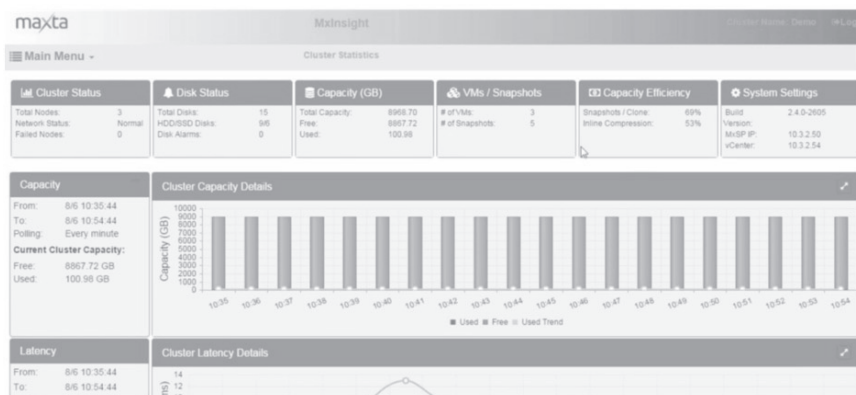 maxta
MxInsight
Cluster Name: Demo
Log
Main Menu
Cluster Statistics
Cluster Status
Total Nodes: 3
Network Status: Normal
Failed Nodes: 0
Disk Status
Total Disks: 15
HDD/SSD Disks: 9/6
Disk Alarms: 0
Capacity (GB)
Total Capacity: 8968.70
Free: 8867.72
Used: 100.98
VMs / Snapshots
# of VMs: 3
# of Snapshots: 5
Capacity Efficiency
Snapshots / Clone: 69%
Inline Compression: 53%
System Settings
Build 2.4.0-2605
Version:
MxSP IP: 10.3.2.50
vCenter: 10.3.2.54
Capacity
From: 8/6 10:35:44
To: 8/6 10:54:44
Polling: Every minute
Current Cluster Capacity:
Free: 8867.72 GB
Used: 100.98 GB
Cluster Capacity Details
Capacity (GB)
10000
9000
8000
7000
6000
5000
4000
3000
2000
1000
0
10:35 10:36 10:37 10:38 10:39 10:40 10:41 10:42 10:43 10:44 10:45 10:46 10:47 10:48 10:49 10:50 10:51 10:52 10:53 10:54
Used Free Used Trend
Latency
From: 8/6 10:35:44
To: 8/6 10:54:44
Cluster Latency Details
14
12